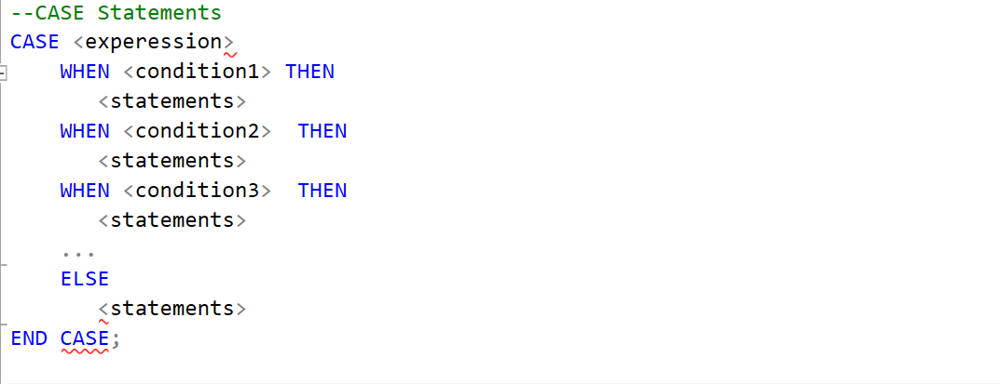 --CASE Statements
CASE <experession>
WHEN <condition1> THEN
<statements>
WHEN <condition2>  THEN
<statements>
WHEN <condition3>  THEN
<statements>
...
ELSE
<statements>
END CASE;